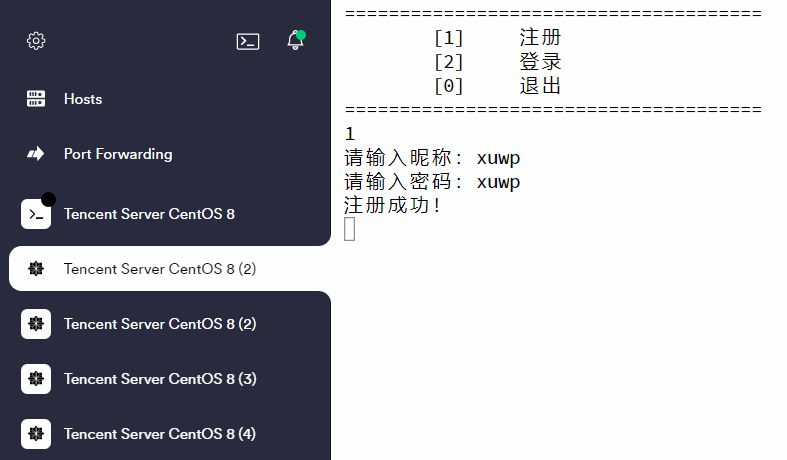 Hosts
Port Forwarding
Tencent Server CentOS 8
Tencent Server CentOS 8 (2)
Tencent Server CentOS 8 (2)
Tencent Server CentOS 8 (3)
Tencent Server CentOS 8 (4)
======================================
[1] 注册
[2] 登录
[0] 退出
======================================
1
请输入昵称: xuwp
请输入密码: xuwp
注册成功!